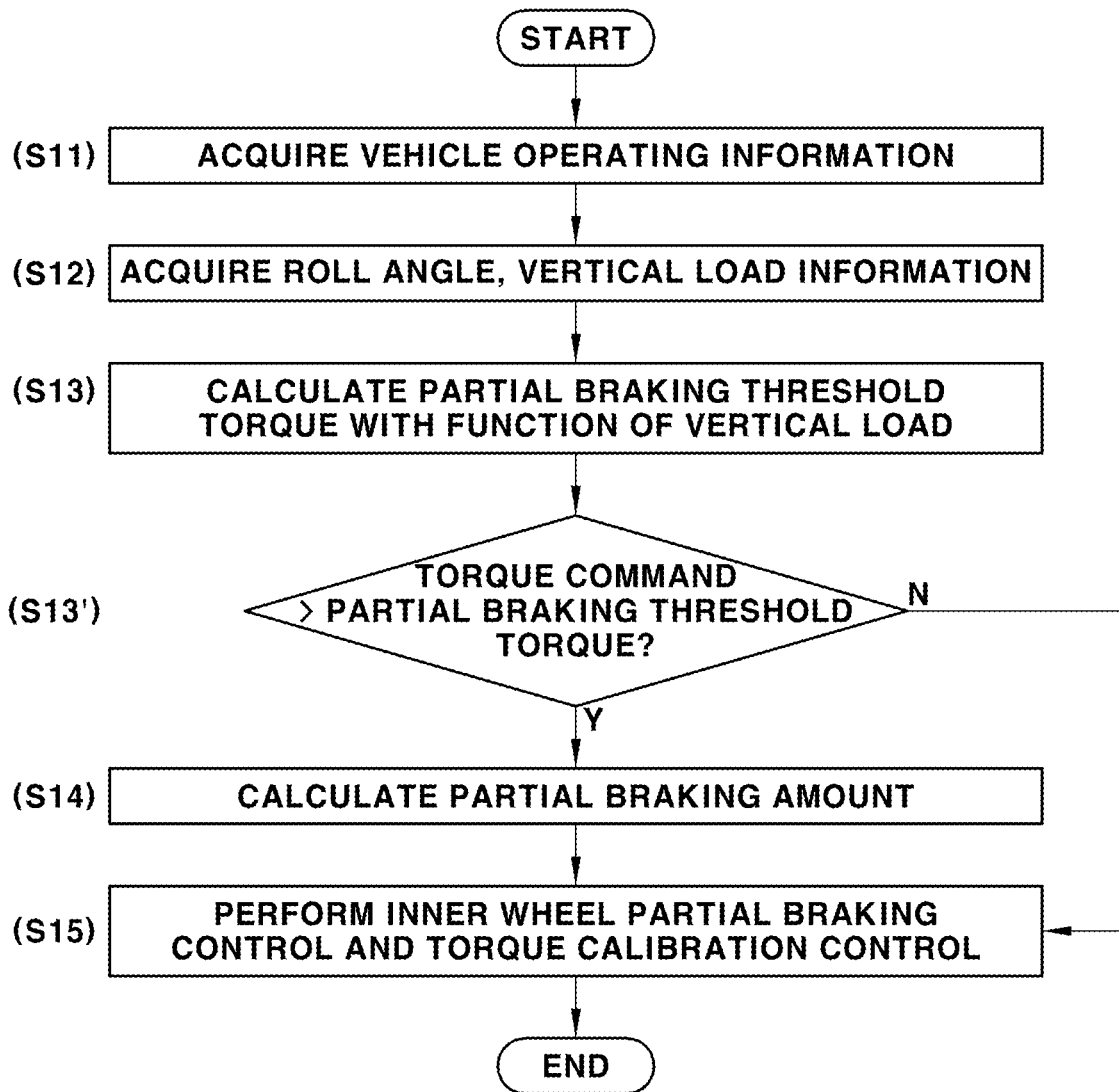 START
(S11) ACQUIRE VEHICLE OPERATING INFORMATION
(S12) ACQUIRE ROLL ANGLE, VERTICAL LOAD INFORMATION
(S13) CALCULATE PARTIAL BRAKING THRESHOLD
TORQUE WITH FUNCTION OF VERTICAL LOAD
TORQUE COMMAND
(S13') > PARTIAL BRAKING THRESHOLD N
TORQUE?
Y
(S14) CALCULATE PARTIAL BRAKING AMOUNT
(S15) PERFORM INNER WHEEL PARTIAL BRAKING
CONTROL AND TORQUE CALIBRATION CONTROL
END